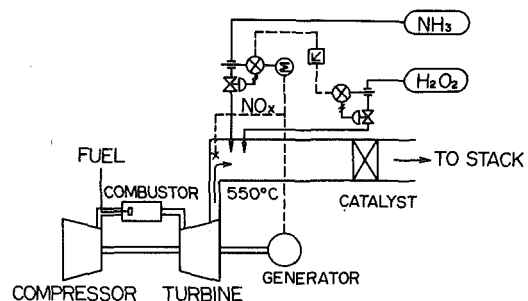 NH₃
H₂O₂
NOx
FUEL
TO STACK
COMBUSTOR
550°C
CATALYST
GENERATOR
COMPRESSOR
TURBINE